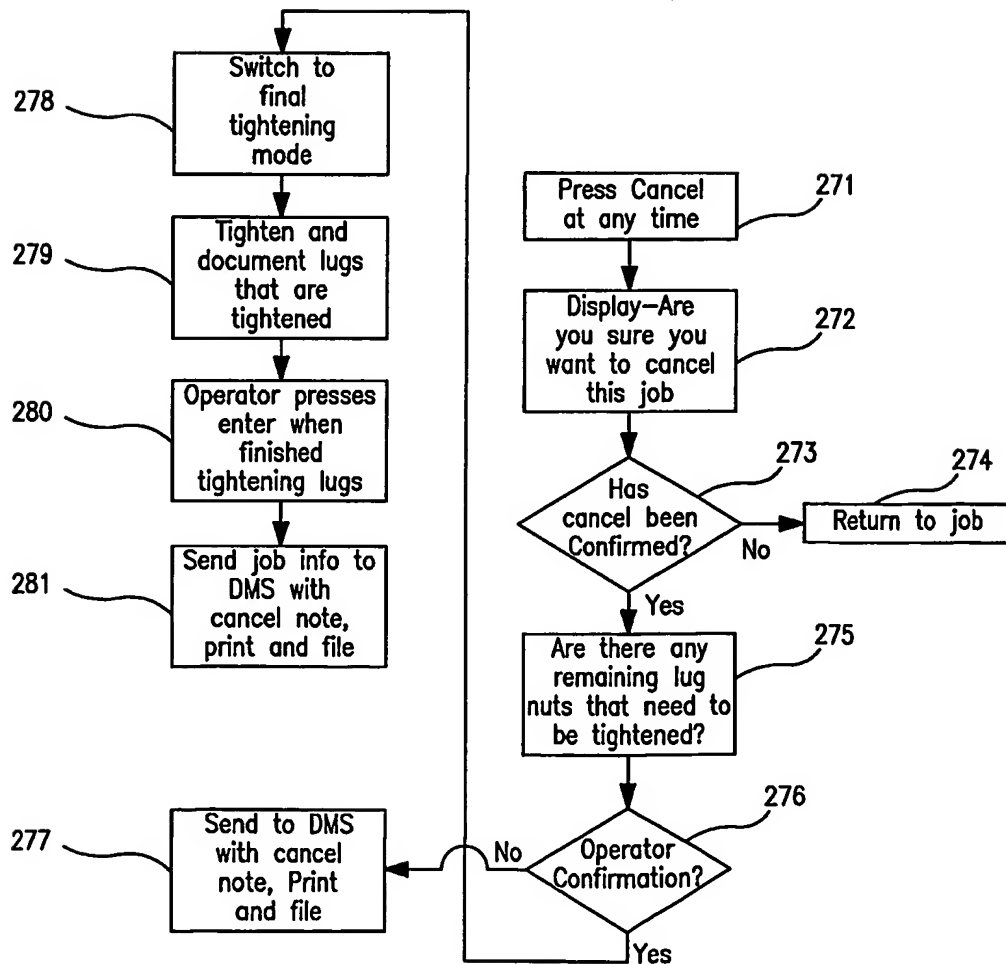 278
Switch to
final
tightening
mode
279
Tighten and
document lugs
that are
tightened
280
Operator presses
enter when
finished
tightening lugs
281
Send job info to
DMS with
cancel note,
print and file
271
Press Cancel
at any time
272
Display–Are
you sure you
want to cancel
this job
273
Has
cancel been
Confirmed?
No
274
Return to job
Yes
275
Are there any
remaining lug
nuts that need to
be tightened?
276
Operator
Confirmation?
No
Yes
277
Send to DMS
with cancel
note, Print
and file